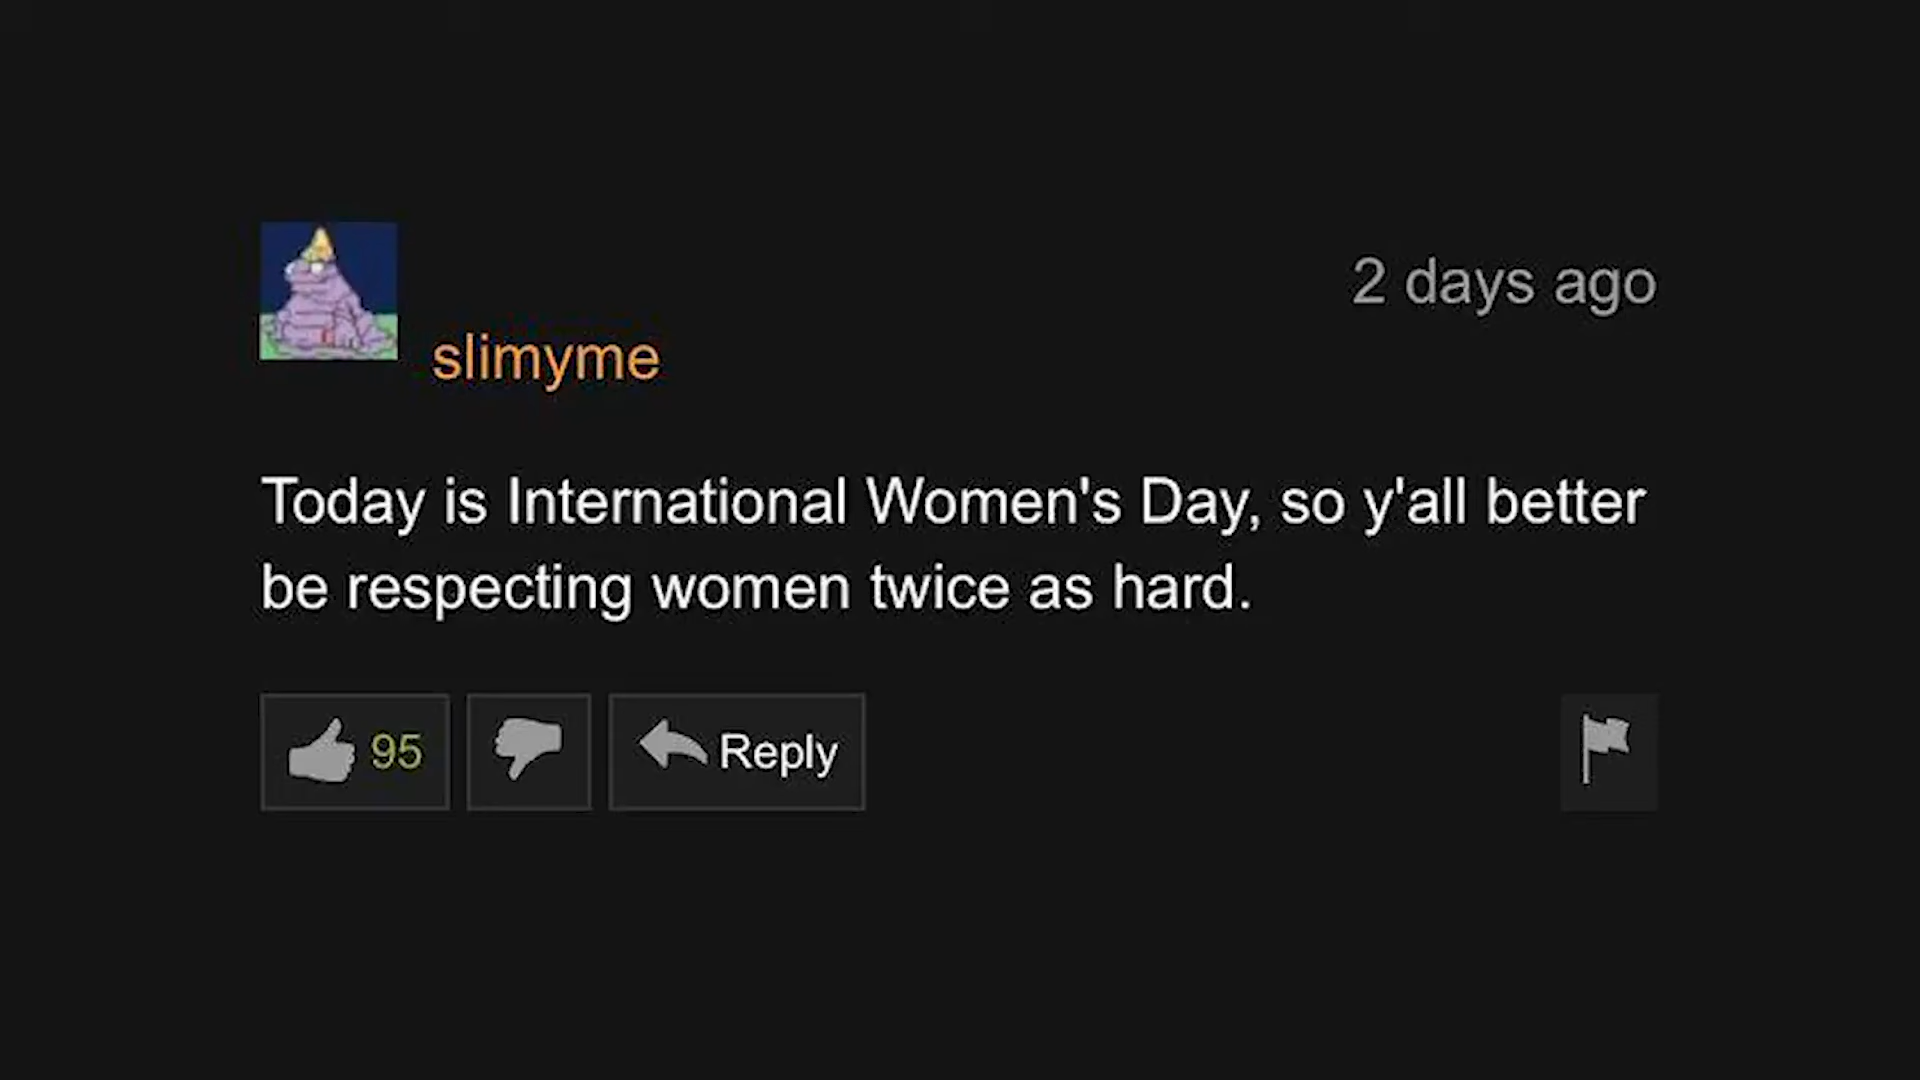 2 days ago
slimyme
Today is International Women's Day, so y'all better
be respecting women twice as hard.
95 Reply